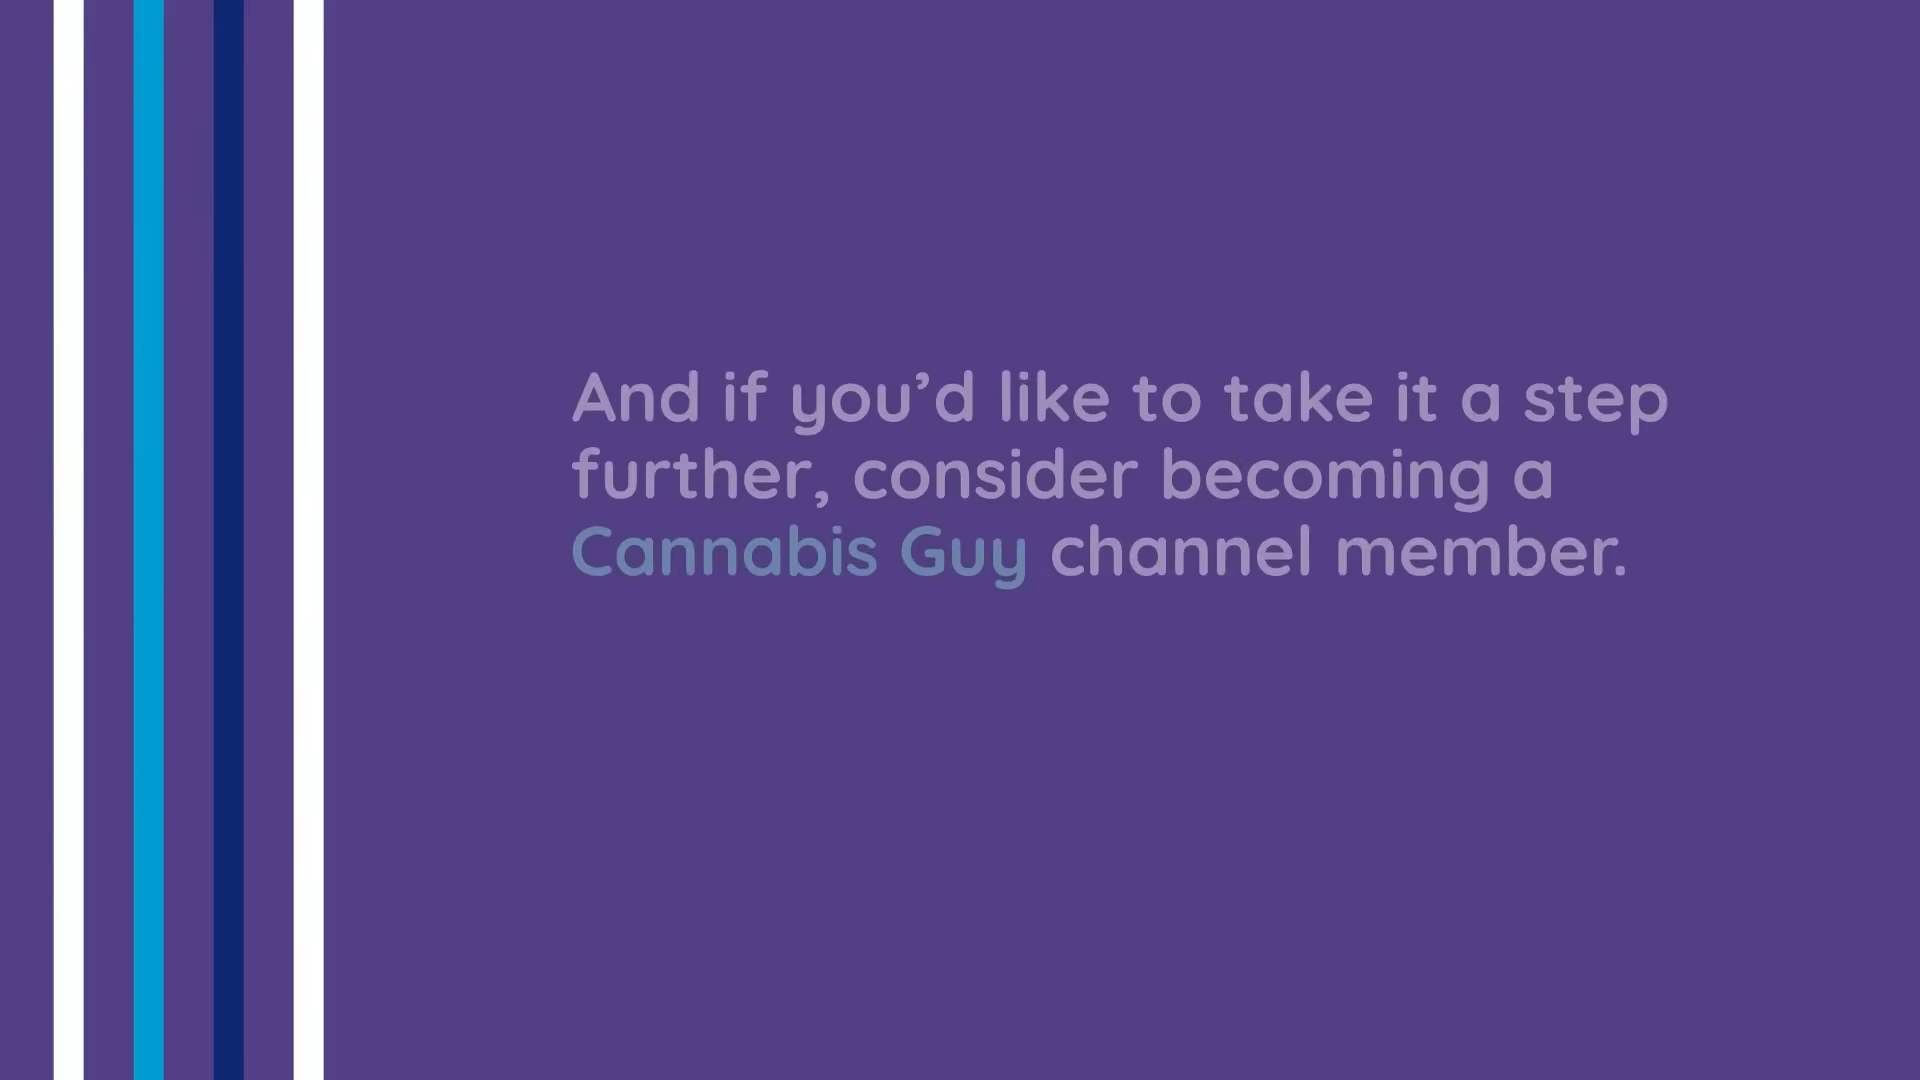 And if you’d like to take it a step
further, consider becoming a
Cannabis Guy channel member.